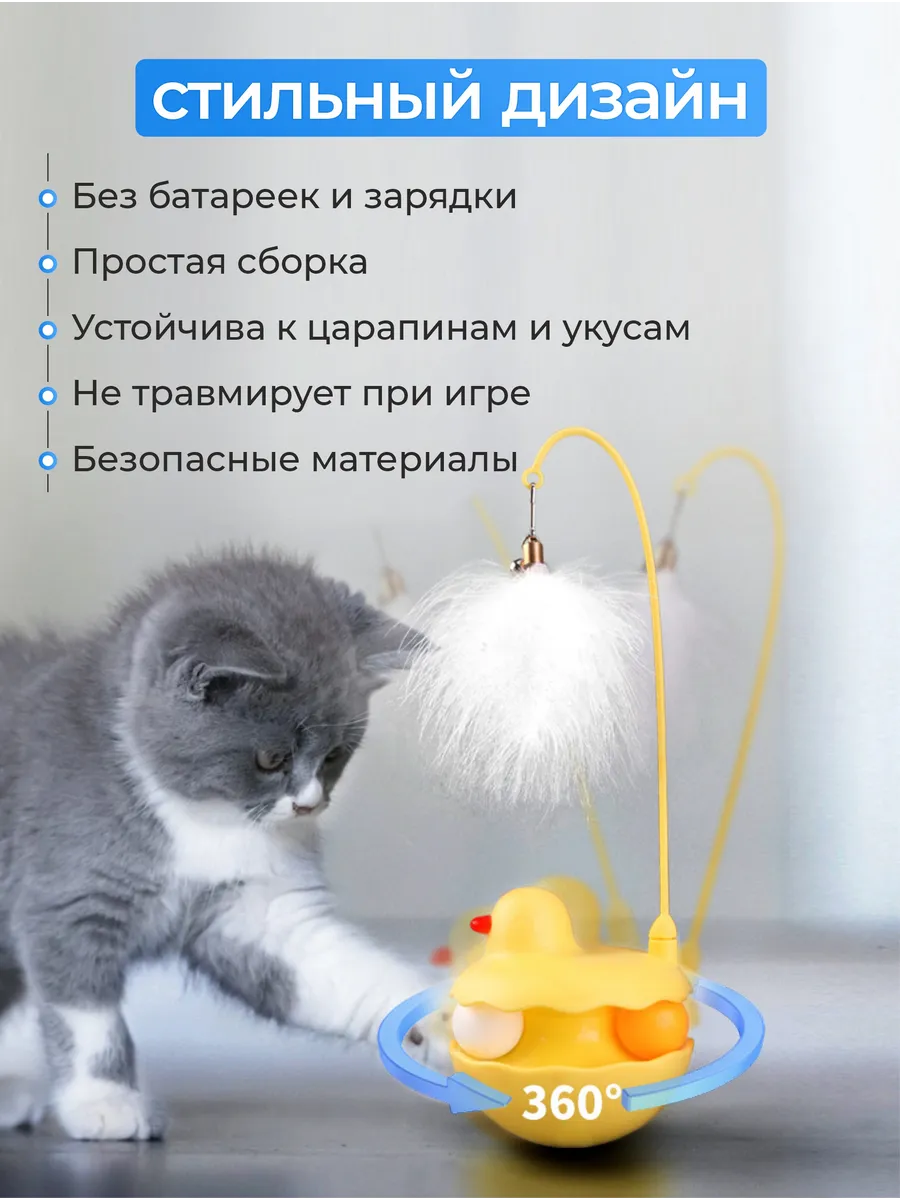 стильный дизайн
Без батареек и зарядки
Простая сборка
Устойчива к царапинам и укусам
Не травмирует при игре
Безопасные материалы
360°